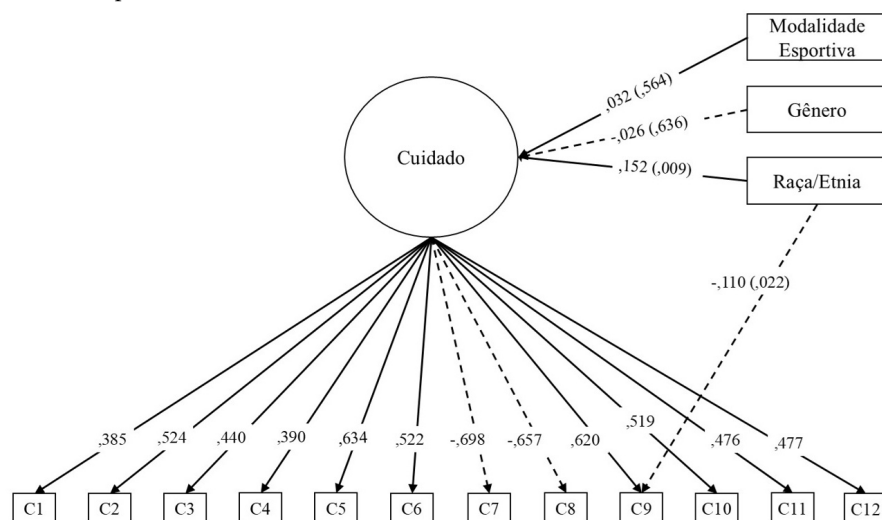 Modalidade
Esportiva
,032 (,564)
Gênero
-,026 (,636)
Cuidado
,152 (,009)
Raça/Etnia
-,110 (,022)
,385
,524
,440
,390
,634
,522
-,698
-,657
,620
,519
,476
,477
C1
C2
C3
C4
C5
C6
C7
C8
C9
C10
C11
C12